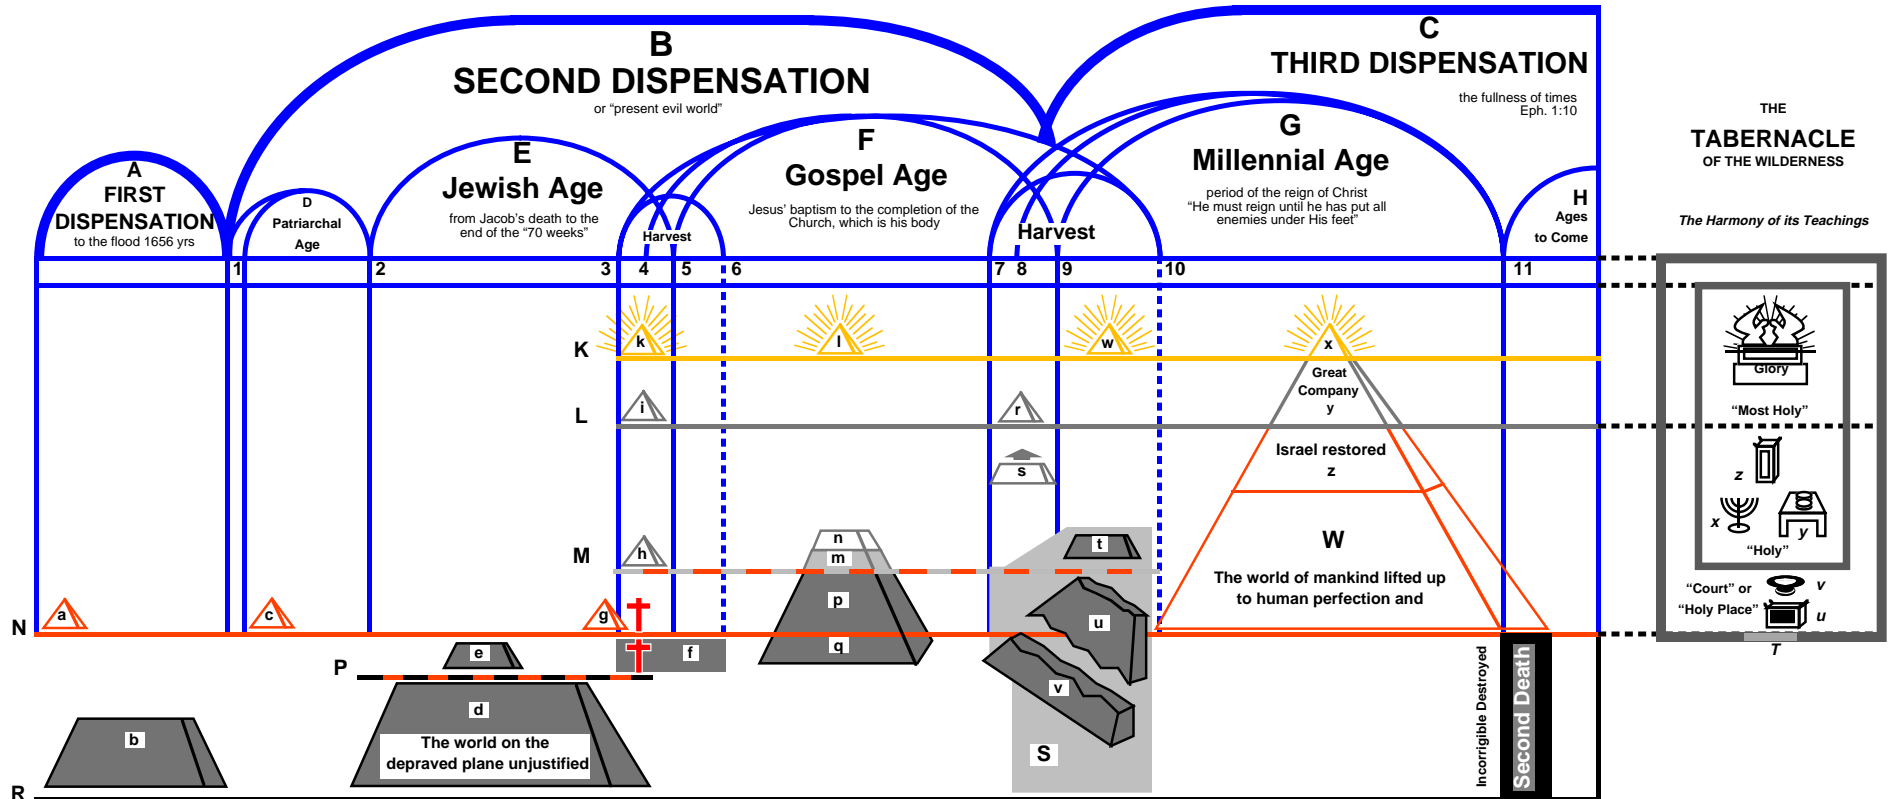 B
SECOND DISPENSATION
or “present evil world”
C
THIRD DISPENSATION
the fullness of times
Eph. 1:10
THE
TABERNACLE
OF THE WILDERNESS
The Harmony of its Teachings
A
FIRST
DISPENSATION
to the flood 1656 yrs
D
Patriarchal
Age
E
Jewish Age
from Jacob’s death to the
end of the “70 weeks”
Harvest
F
Gospel Age
Jesus’ baptism to the completion of the
Church, which is his body
Harvest
G
Millennial Age
period of the reign of Christ
“He must reign until he has put all
enemies under His feet”
H
Ages
to Come
1 2 3 4 5 6 7 8 9 10 11
K
k
l
w
x
Great
Company
y
L
i
r
s
Israel restored
z
M
h
n
m
t
W
The world of mankind lifted up
to human perfection and
N
a
c
g
p
q
u
v
e
f
P
d
The world on the
depraved plane unjustified
b
S
R
Incorrigible Destroyed
Second Death
Glory
“Most Holy”
z
x
y
“Holy”
“Court” or
“Holy Place”
v
u
T